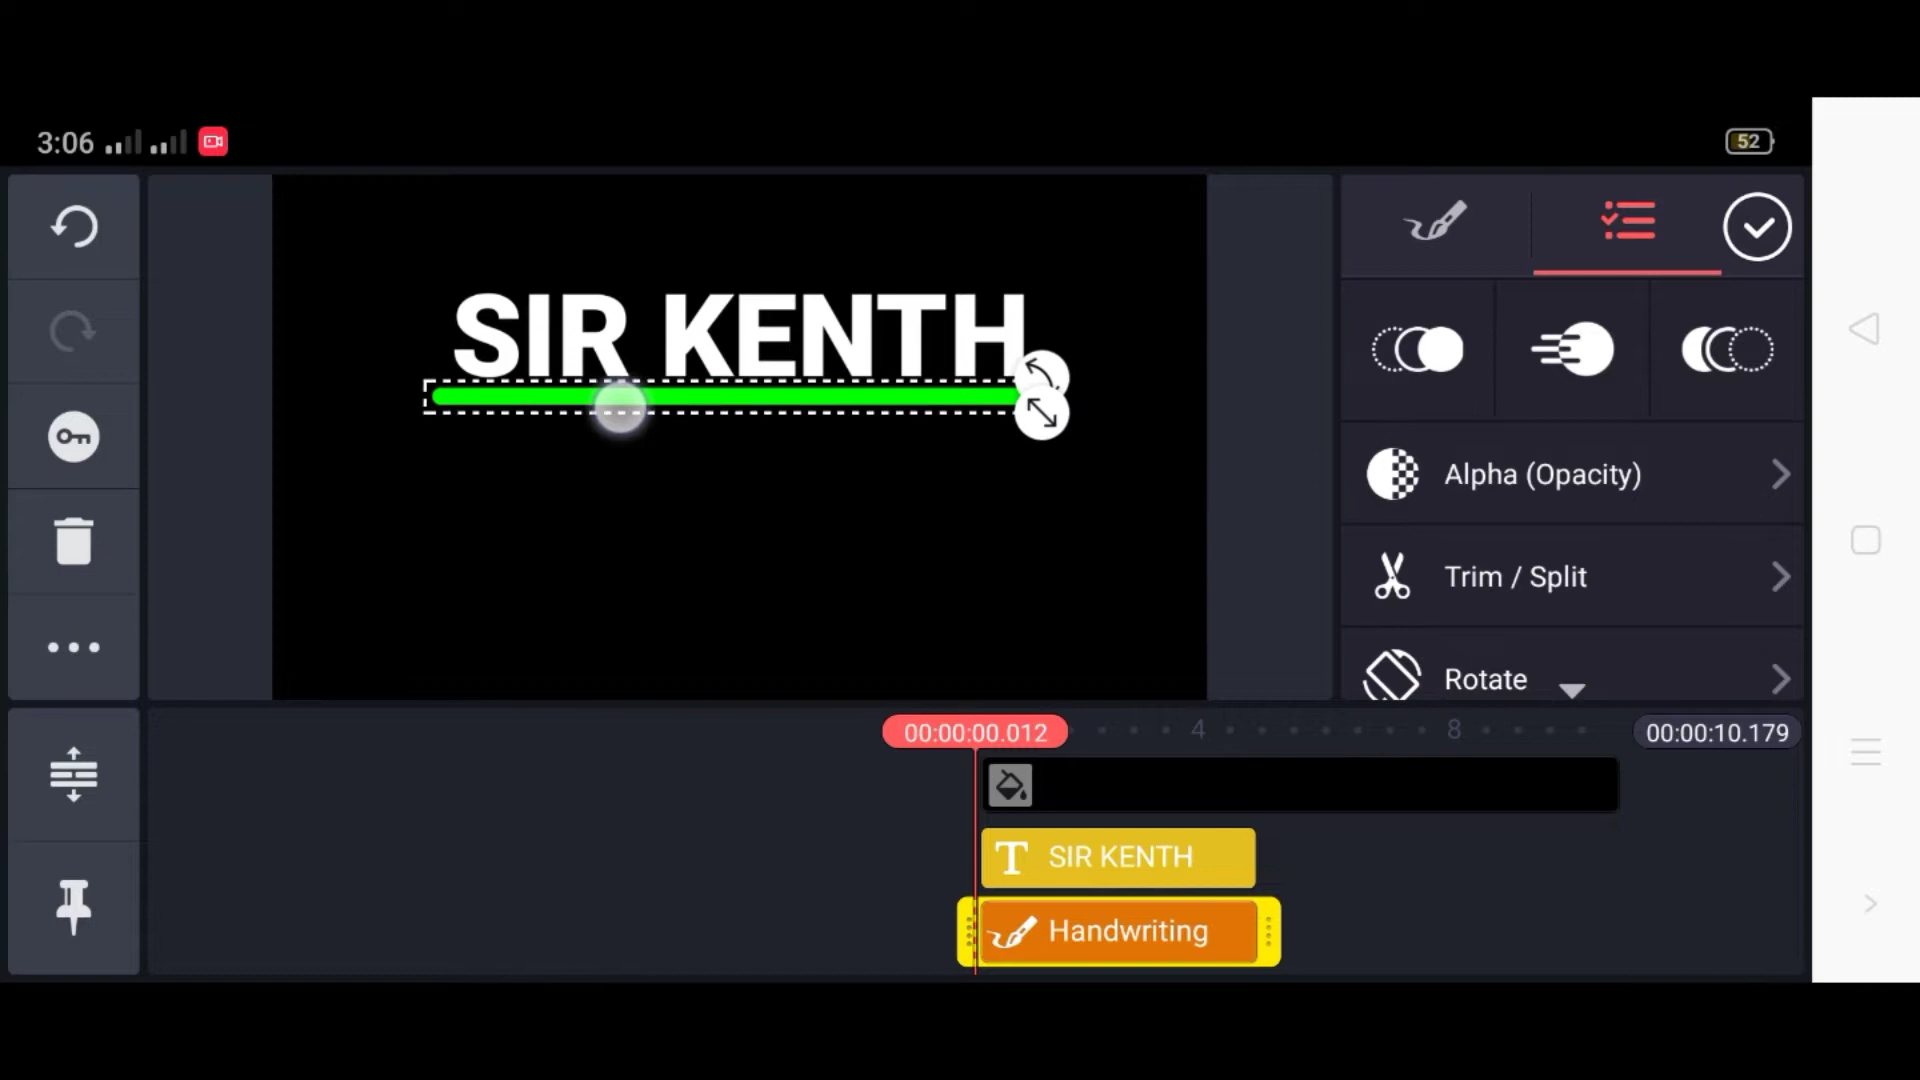 3:06
52
SIR KENTH
Alpha (Opacity)
Trim / Split
Rotate
00:00:00.012
4
8
00:00:10.179
T SIR KENTH
Handwriting